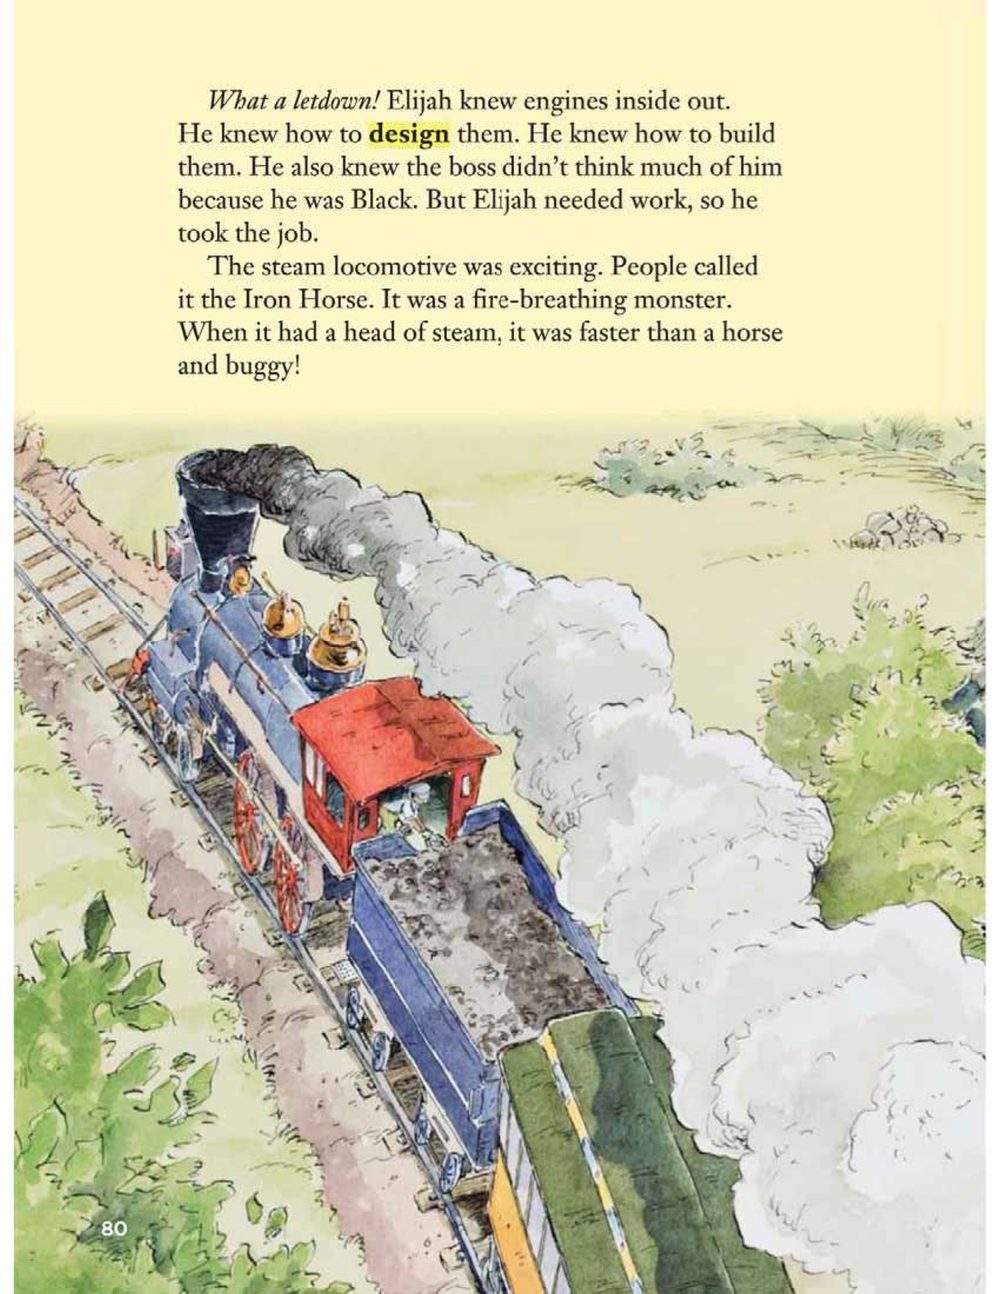 What a letdown! Elijah knew engines inside out.
He knew how to design them. He knew how to build
them. He also knew the boss didn't think much of him
because he was Black. But Elijah needed work, so he
took the job.
The steam locomotive was exciting. People called
it the Iron Horse. It was a fire-breathing monster.
When it had a head of steam, it was faster than a horse
and buggy!
80